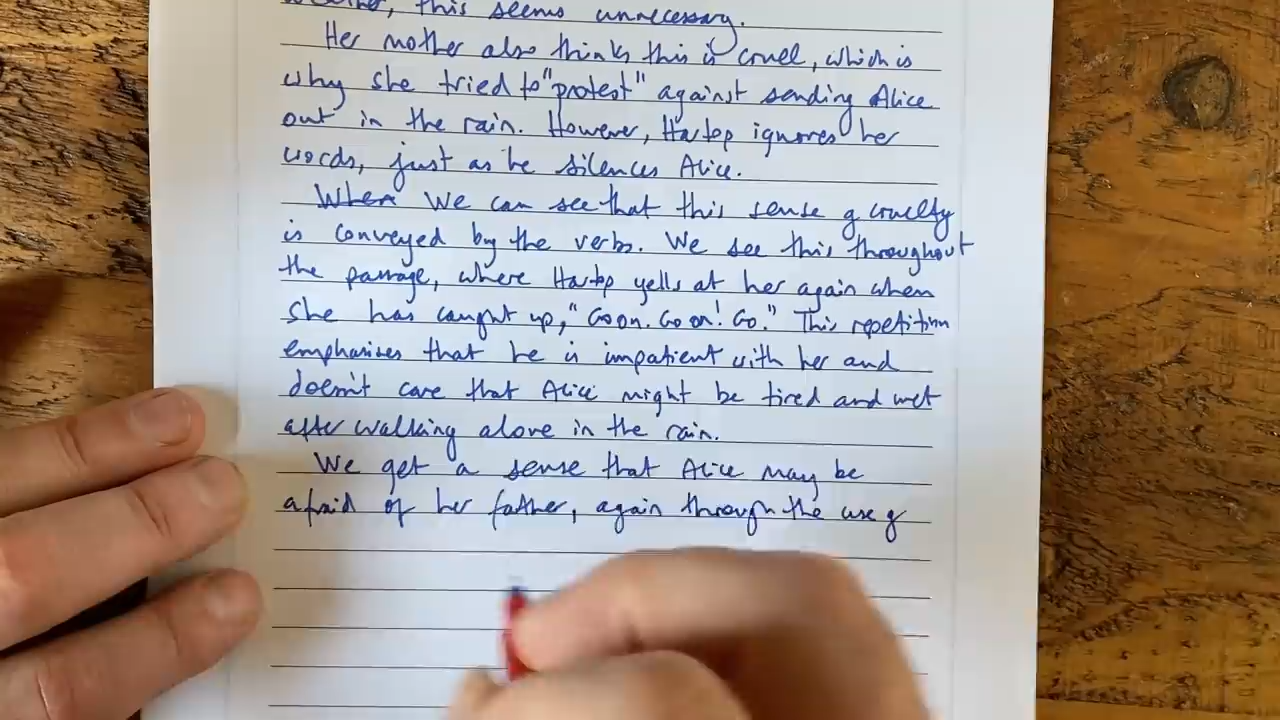 this seems unnecessary.
Her mother also thinks this is cruel, which is
why she tried to "protest" against sending Alice
out in the rain. However, Hartop ignores her
words, just as he silences Alice.
When We can see that this sense of cruelty
is conveyed by the verbs. We see this throughout
the passage, where Hartop yells at her again when
she has caught up, "Go on. Go on! Go." This repetition
emphasises that he is impatient with her and
doesn't care that Alice might be tired and wet
after walking alone in the rain.
We get a sense that Alice may be
afraid of her father, again through the use of